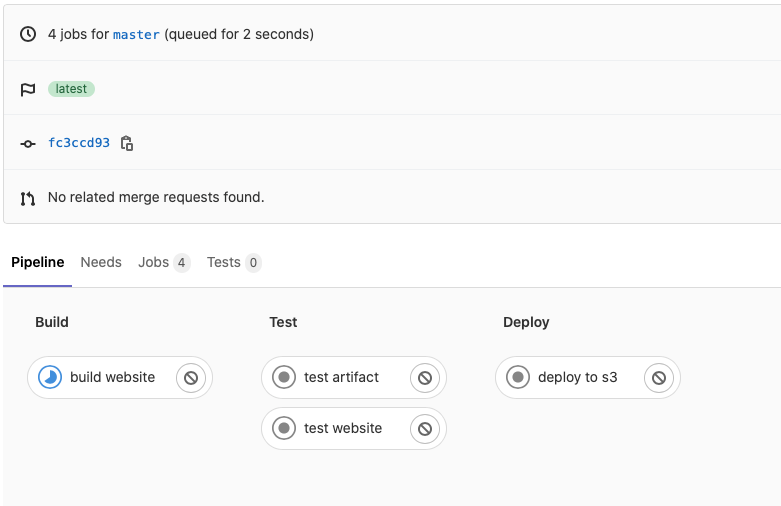 4 jobs for master (queued for 2 seconds)
latest
fc3ccd93
No related merge requests found.
Pipeline Needs Jobs 4 Tests 0
Build Test Deploy
build website test artifact deploy to s3
test website